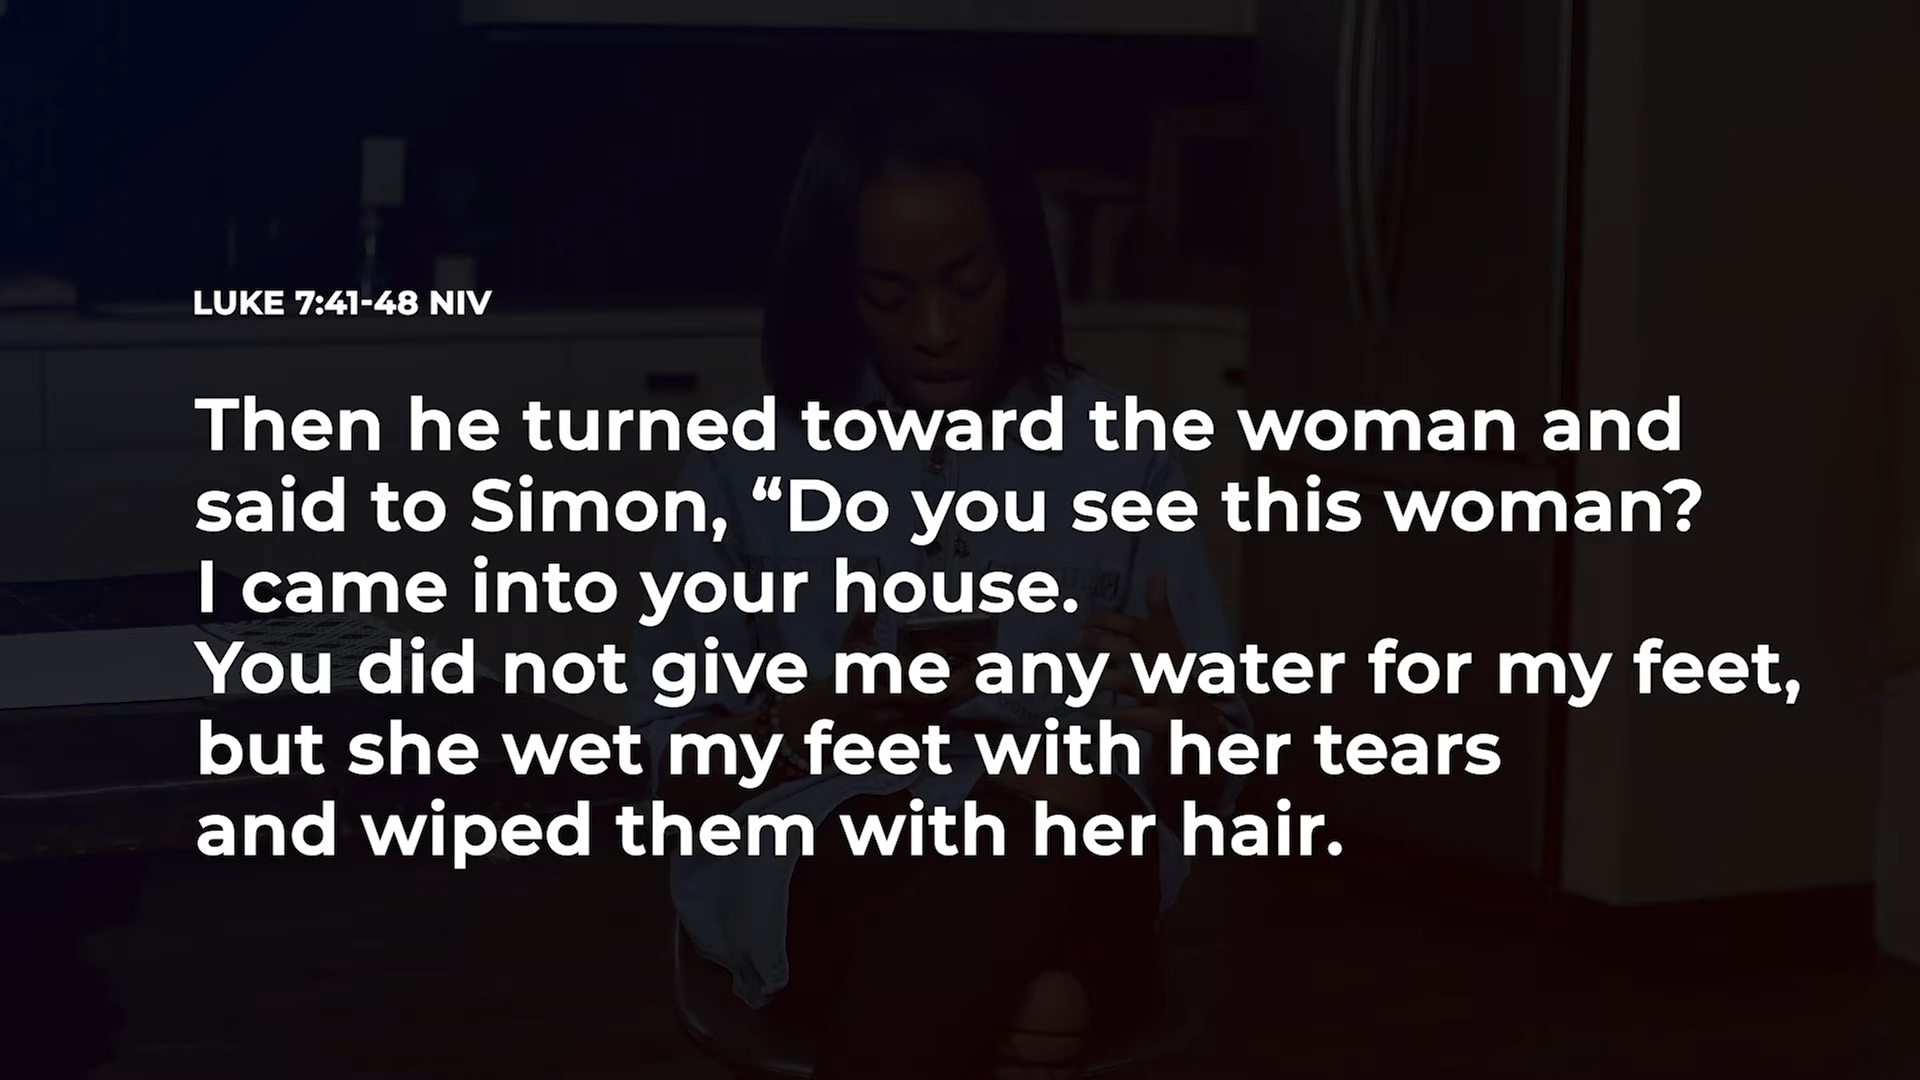 LUKE 7:41-48 NIV
Then he turned toward the woman and
said to Simon, “Do you see this woman?
I came into your house.
You did not give me any water for my feet,
but she wet my feet with her tears
and wiped them with her hair.